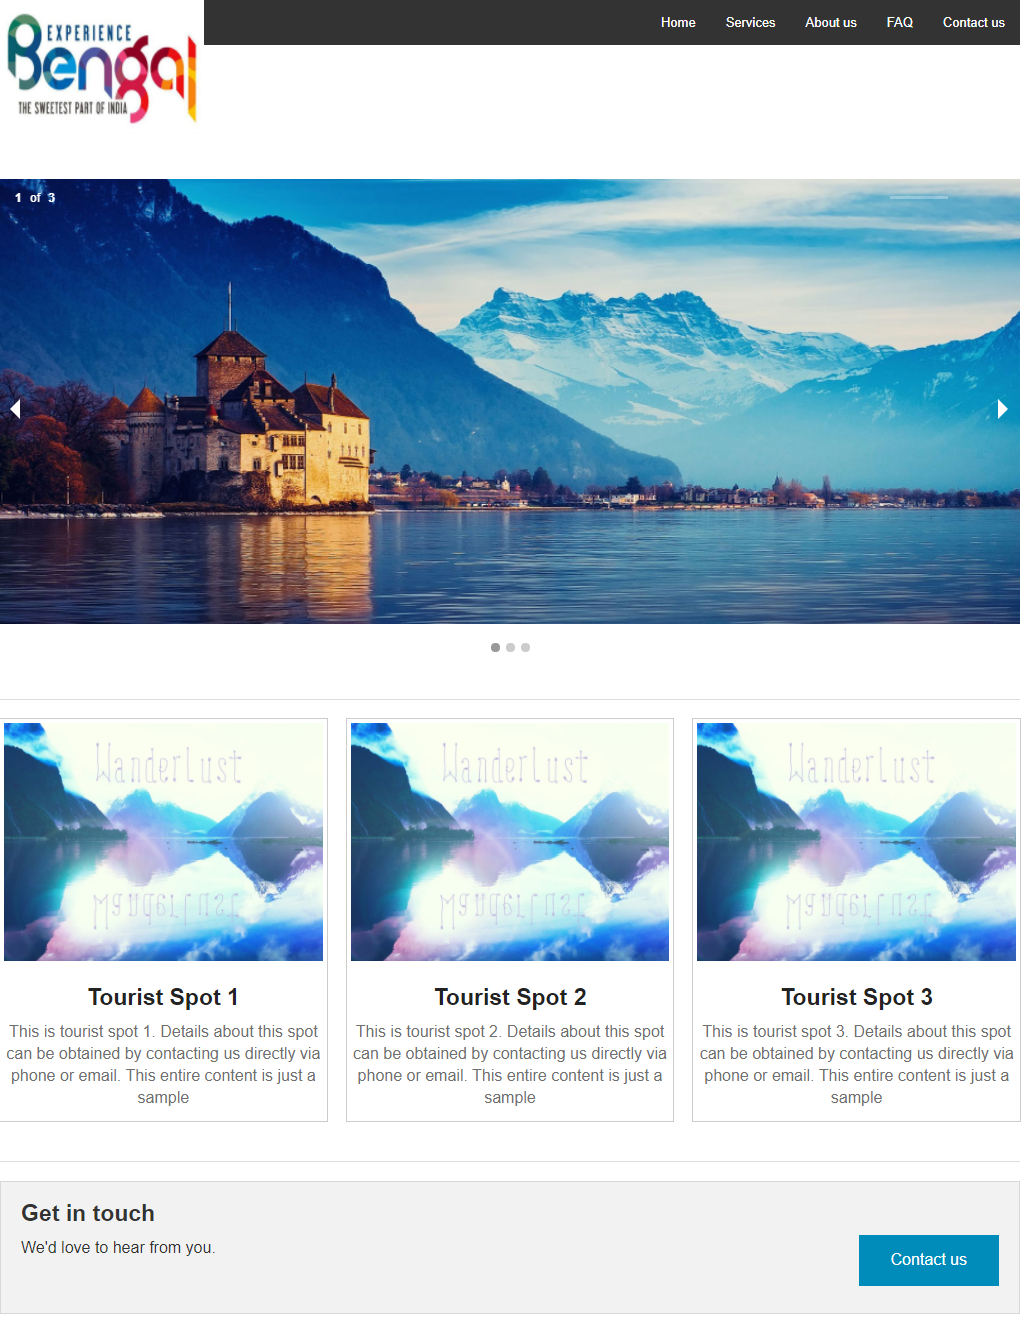 EXPERIENCE
Bengal
THE SWEETEST PART OF INDIA
Home Services About us FAQ Contact us
1 of 3
WanderLust
WanderLust
WanderLust
Tourist Spot 1
This is tourist spot 1. Details about this spot
can be obtained by contacting us directly via
phone or email. This entire content is just a
sample
Tourist Spot 2
This is tourist spot 2. Details about this spot
can be obtained by contacting us directly via
phone or email. This entire content is just a
sample
Tourist Spot 3
This is tourist spot 3. Details about this spot
can be obtained by contacting us directly via
phone or email. This entire content is just a
sample
Get in touch
We'd love to hear from you.
Contact us